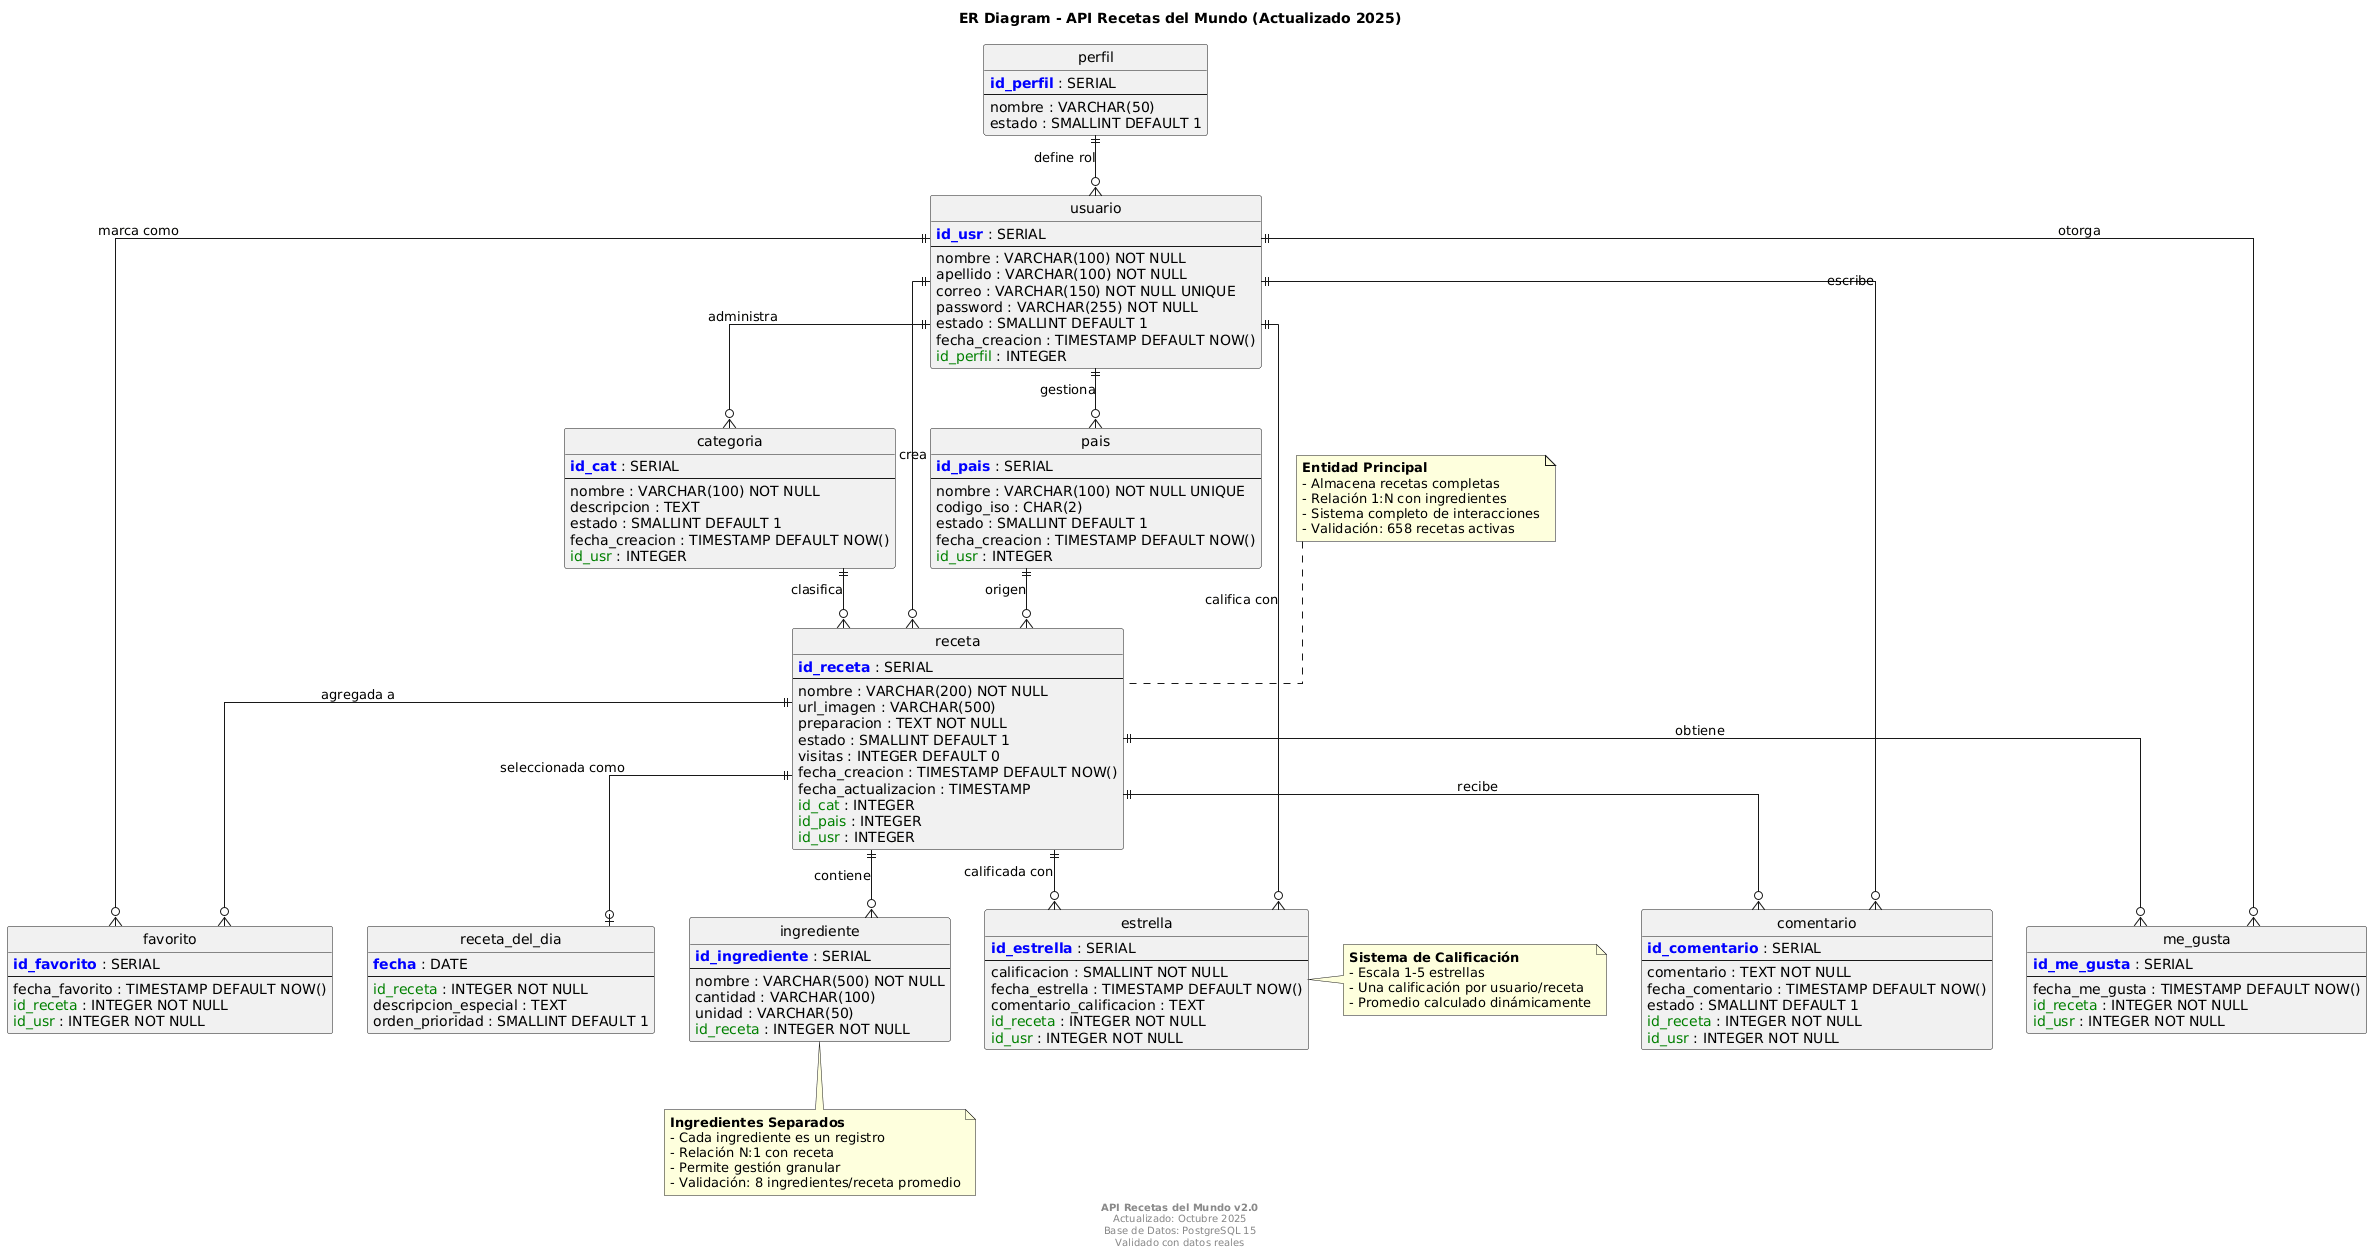 ER Diagram - API Recetas del Mundo (Actualizado 2025)
perfil
id_perfil : SERIAL
nombre : VARCHAR(50)
estado : SMALLINT DEFAULT 1
define rol
usuario
id_usr : SERIAL
nombre : VARCHAR(100) NOT NULL
apellido : VARCHAR(100) NOT NULL
correo : VARCHAR(150) NOT NULL UNIQUE
password : VARCHAR(255) NOT NULL
estado : SMALLINT DEFAULT 1
fecha_creacion : TIMESTAMP DEFAULT NOW()
id_perfil : INTEGER
marca como
otorga
escribe
administra
gestiona
categoria
id_cat : SERIAL
nombre : VARCHAR(100) NOT NULL
descripcion : TEXT
estado : SMALLINT DEFAULT 1
fecha_creacion : TIMESTAMP DEFAULT NOW()
id_usr : INTEGER
crea
pais
id_pais : SERIAL
nombre : VARCHAR(100) NOT NULL UNIQUE
codigo_iso : CHAR(2)
estado : SMALLINT DEFAULT 1
fecha_creacion : TIMESTAMP DEFAULT NOW()
id_usr : INTEGER
Entidad Principal
- Almacena recetas completas
- Relación 1:N con ingredientes
- Sistema completo de interacciones
- Validación: 658 recetas activas
clasifica
origen
califica con
receta
id_receta : SERIAL
nombre : VARCHAR(200) NOT NULL
url_imagen : VARCHAR(500)
preparacion : TEXT NOT NULL
estado : SMALLINT DEFAULT 1
visitas : INTEGER DEFAULT 0
fecha_creacion : TIMESTAMP DEFAULT NOW()
fecha_actualizacion : TIMESTAMP
id_cat : INTEGER
id_pais : INTEGER
id_usr : INTEGER
agregada a
obtiene
seleccionada como
recibe
contiene
calificada con
favorito
id_favorito : SERIAL
fecha_favorito : TIMESTAMP DEFAULT NOW()
id_receta : INTEGER NOT NULL
id_usr : INTEGER NOT NULL
receta_del_dia
fecha : DATE
id_receta : INTEGER NOT NULL
descripcion_especial : TEXT
orden_prioridad : SMALLINT DEFAULT 1
ingrediente
id_ingrediente : SERIAL
nombre : VARCHAR(500) NOT NULL
cantidad : VARCHAR(100)
unidad : VARCHAR(50)
id_receta : INTEGER NOT NULL
estrella
id_estrella : SERIAL
calificacion : SMALLINT NOT NULL
fecha_estrella : TIMESTAMP DEFAULT NOW()
comentario_calificacion : TEXT
id_receta : INTEGER NOT NULL
id_usr : INTEGER NOT NULL
Sistema de Calificación
- Escala 1-5 estrellas
- Una calificación por usuario/receta
- Promedio calculado dinámicamente
comentario
id_comentario : SERIAL
comentario : TEXT NOT NULL
fecha_comentario : TIMESTAMP DEFAULT NOW()
estado : SMALLINT DEFAULT 1
id_receta : INTEGER NOT NULL
id_usr : INTEGER NOT NULL
me_gusta
id_me_gusta : SERIAL
fecha_me_gusta : TIMESTAMP DEFAULT NOW()
id_receta : INTEGER NOT NULL
id_usr : INTEGER NOT NULL
Ingredientes Separados
- Cada ingrediente es un registro
- Relación N:1 con receta
- Permite gestión granular
- Validación: 8 ingredientes/receta promedio
API Recetas del Mundo v2.0
Actualizado: Octubre 2025
Base de Datos: PostgreSQL 15
Validado con datos reales